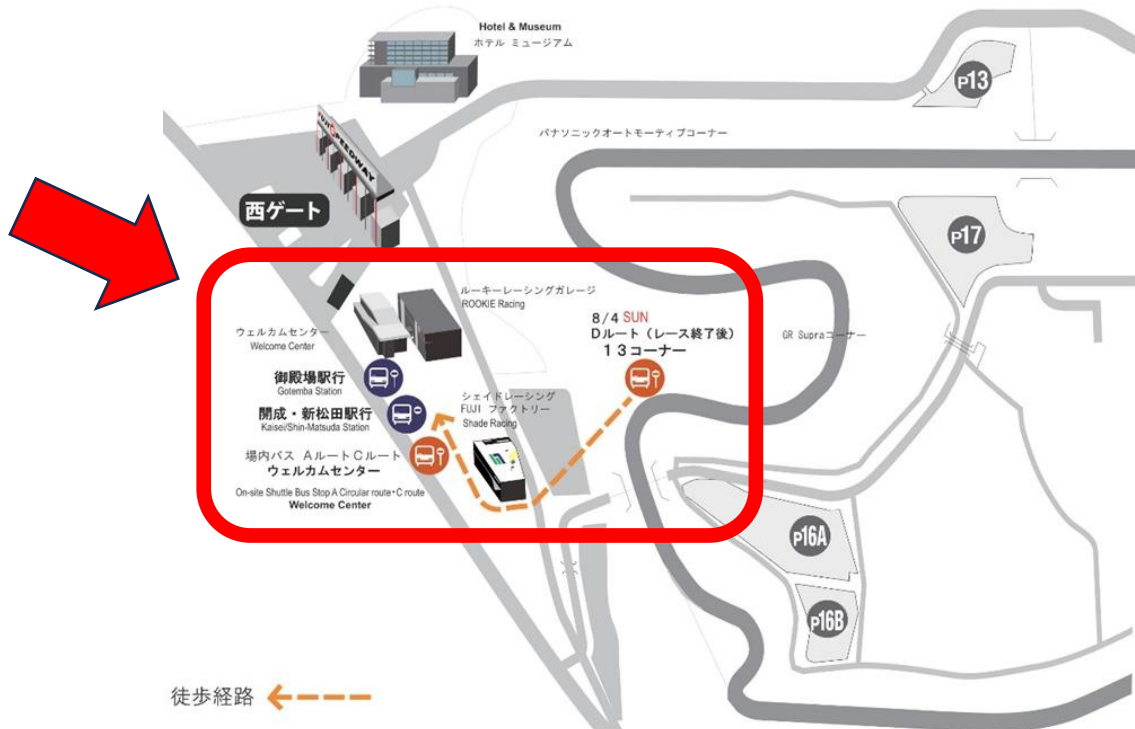 Hotel & Museum
ホテル ミュージアム
P13
FUJI SPEEDWAY
パナソニックオートモーティブコーナー
西ゲート
P17
ルーキーレーシングガレージ
ROOKIE Racing
8/4 SUN
Dルート（レース終了後）
13コーナー
ウェルカムセンター
Welcome Center
GR Supraコーナー
御殿場駅行
Gotemba Station
シェイドレーシング
FUJI ファクトリー
Shade Racing
開成・新松田駅行
Kaisei/Shin-Matsuda Station
場内バス AルートCルート
ウェルカムセンター
On-site Shuttle Bus Stop A Circular route・C route
Welcome Center
P16A
P16B
徒歩経路